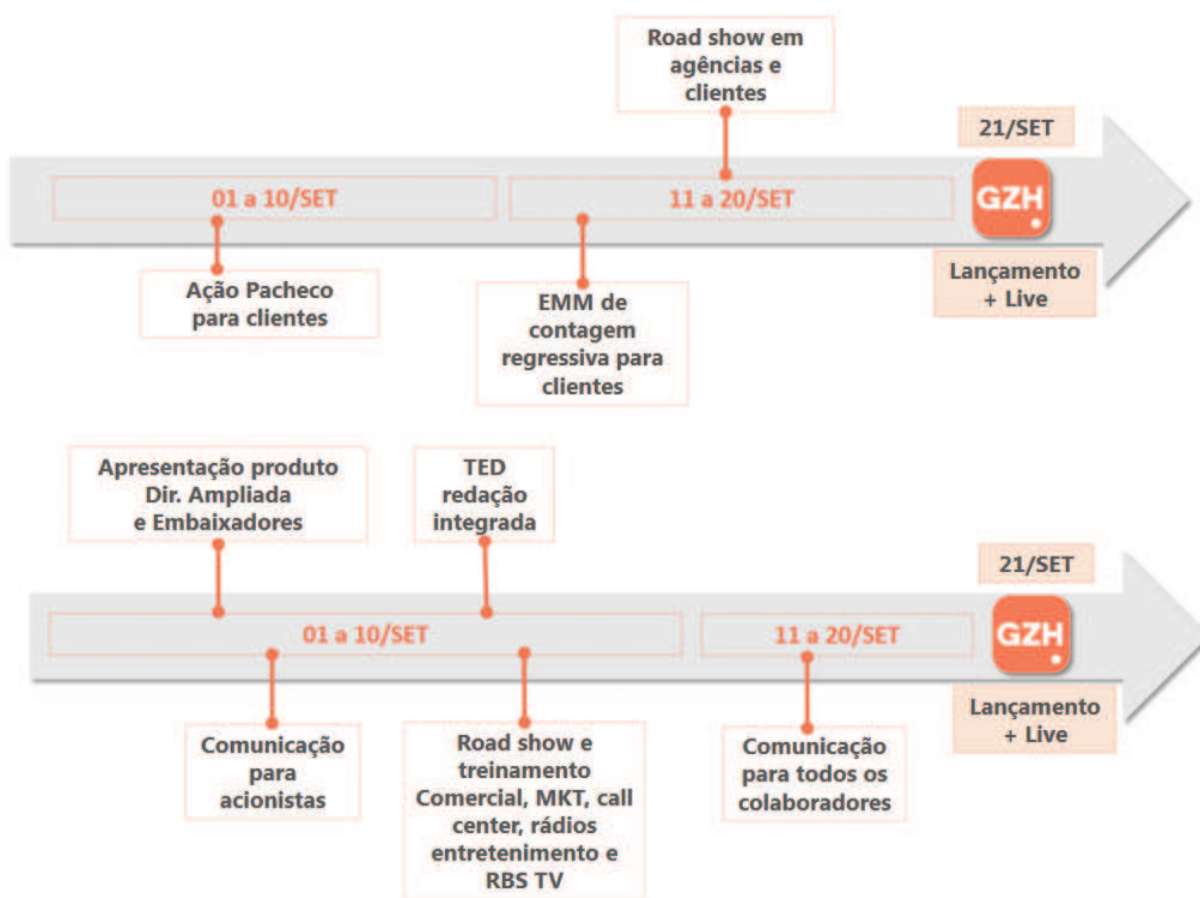 Road show em
agências e
clientes
21/SET
01 a 10/SET
11 a 20/SET
GZH
Ação Pacheco
para clientes
EMM de
contagem
regressiva para
clientes
Lançamento
+ Live
Apresentação produto
Dir. Ampliada
e Embaixadores
TED
redação
integrada
21/SET
01 a 10/SET
11 a 20/SET
GZH
Comunicação
para
acionistas
Road show e
treinamento
Comercial, MKT, call
center, rádios
entretenimento e
RBS TV
Comunicação
para todos os
colaboradores
Lançamento
+ Live